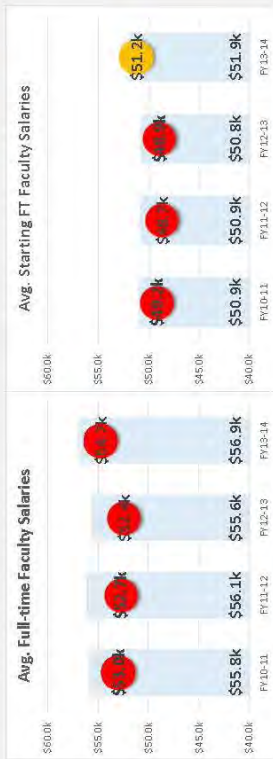 Avg. Full-time Faculty Salaries
$60.0k
$55.0k
$50.0k
$45.0k
$40.0k
$55.8k
$56.1k
$55.6k
$56.9k
FY10-11
FY11-12
FY12-13
FY13-14
Avg. Starting FT Faculty Salaries
$60.0k
$55.0k
$50.0k
$45.0k
$40.0k
$51.2k
$50.9k
$50.9k
$50.8k
$51.9k
FY10-11
FY11-12
FY12-13
FY13-14